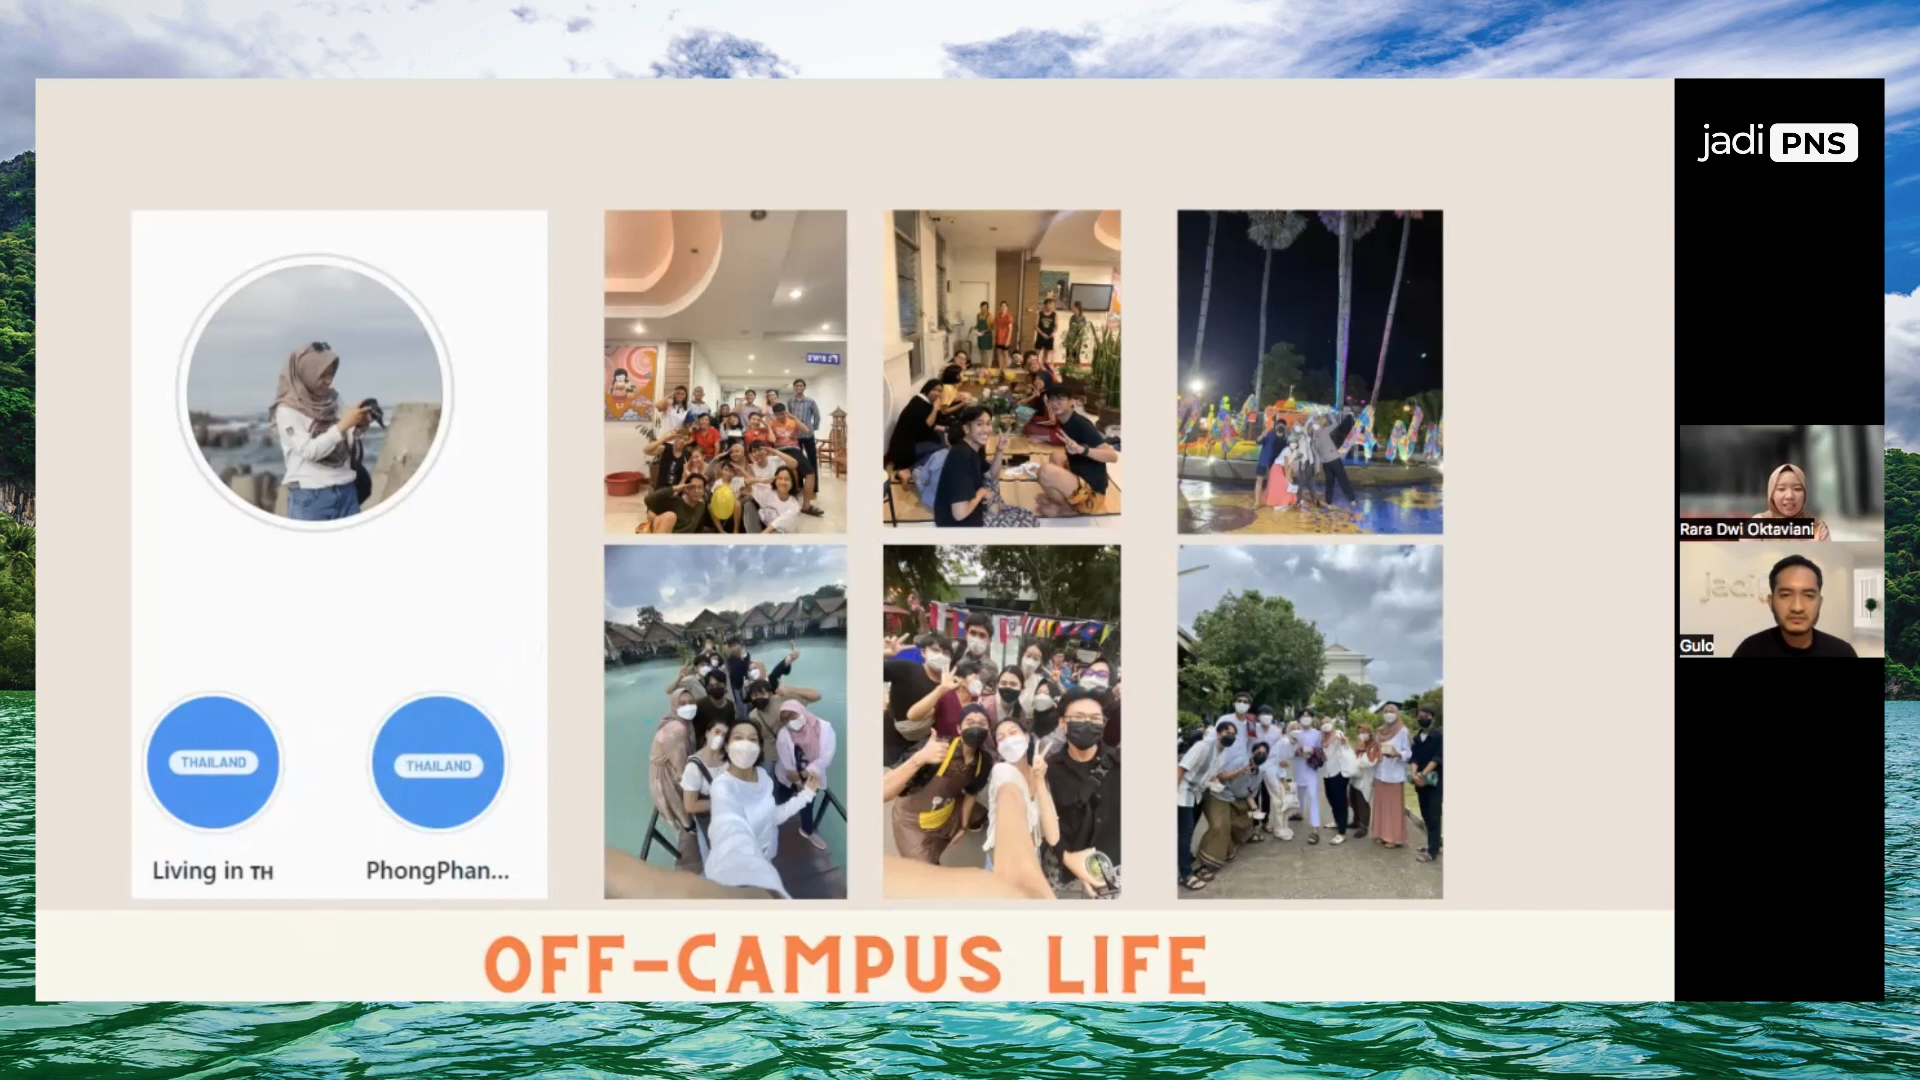 jadi PNS
THAILAND
THAILAND
Living in TH
PhongPhan...
OFF-CAMPUS LIFE
Rara Dwi Oktaviani
Gulo